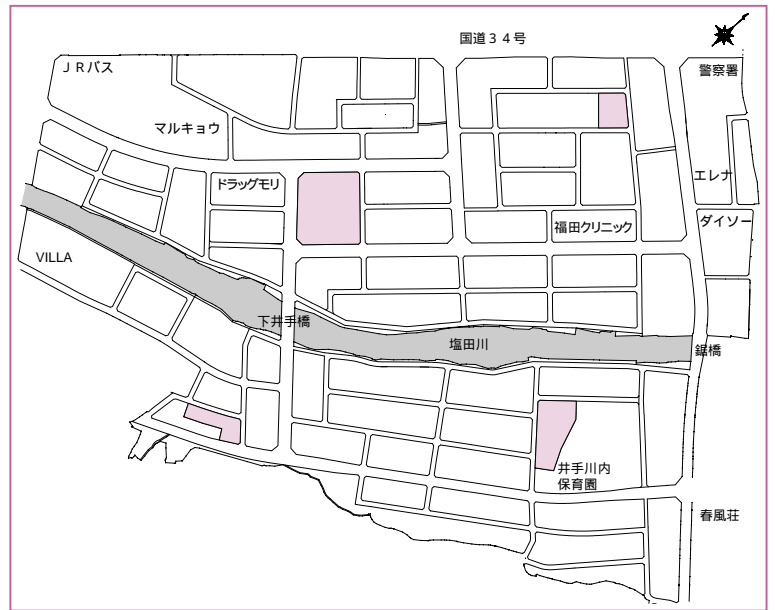 国道３４号
ＪＲバス
警察署
マルキョウ
エレナ
ドラッグモリ
ダイソー
福田クリニック
VILLA
下井手橋
塩田川
鋸橋
井手川内
保育園
春風荘